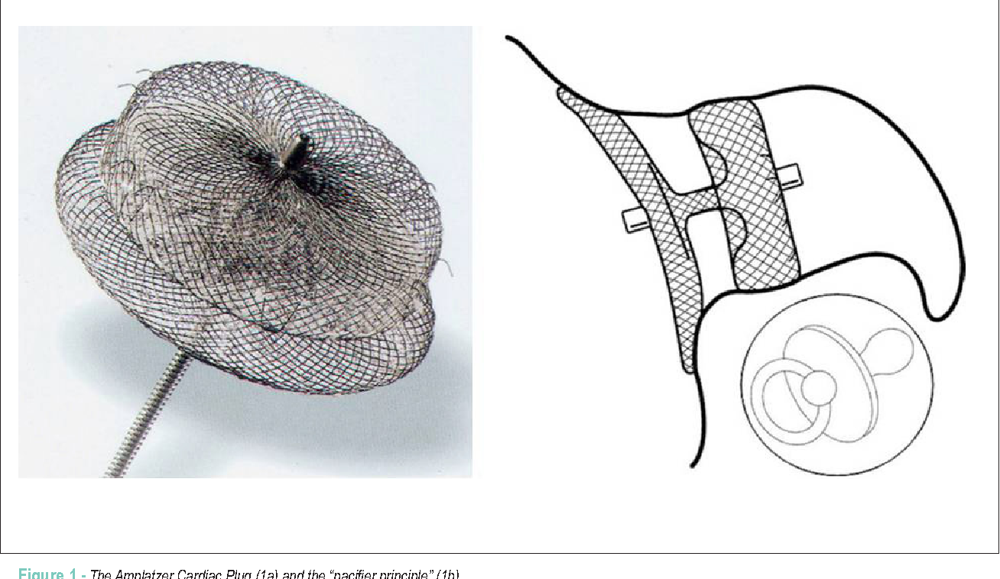 Figure 1 - The Amplatzer Cardiac Plug (1a) and the “pacifier principle” (1b)